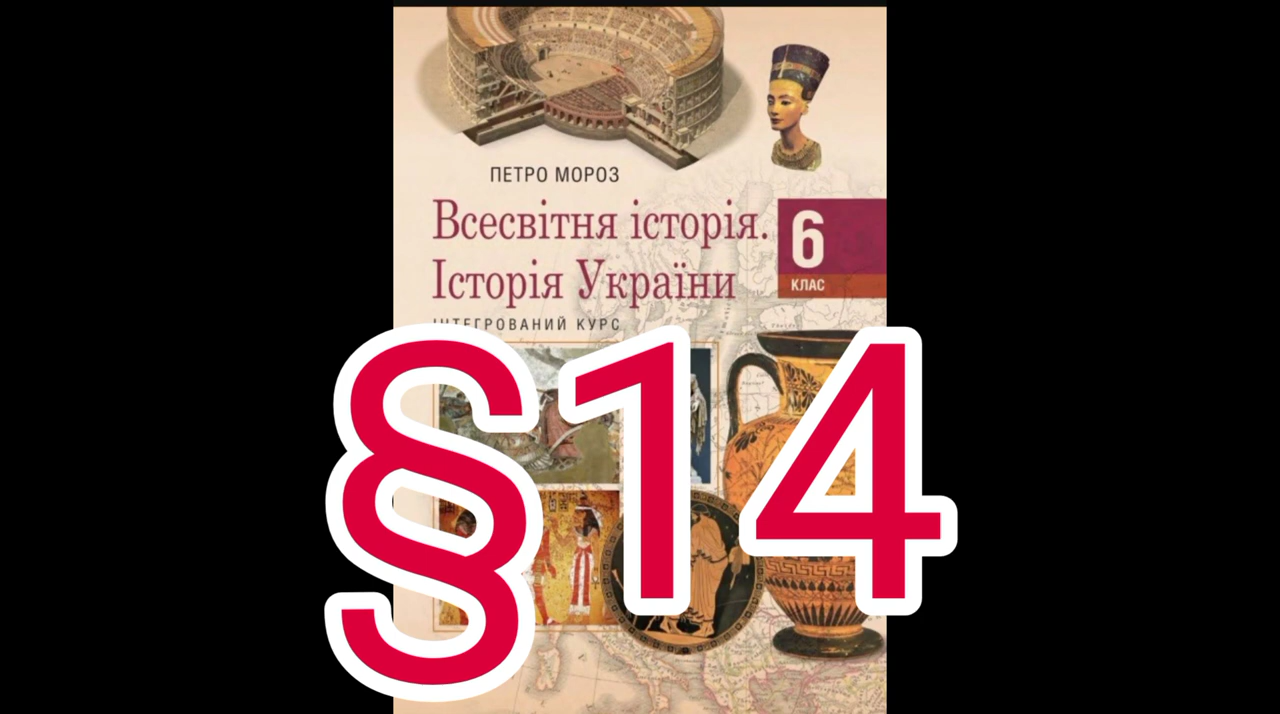 ПЕТРО МОРОЗ
Всесвітня історія.
Історія України
6
КЛАС
ІНТЕГРОВАНИЙ КУРС
§14